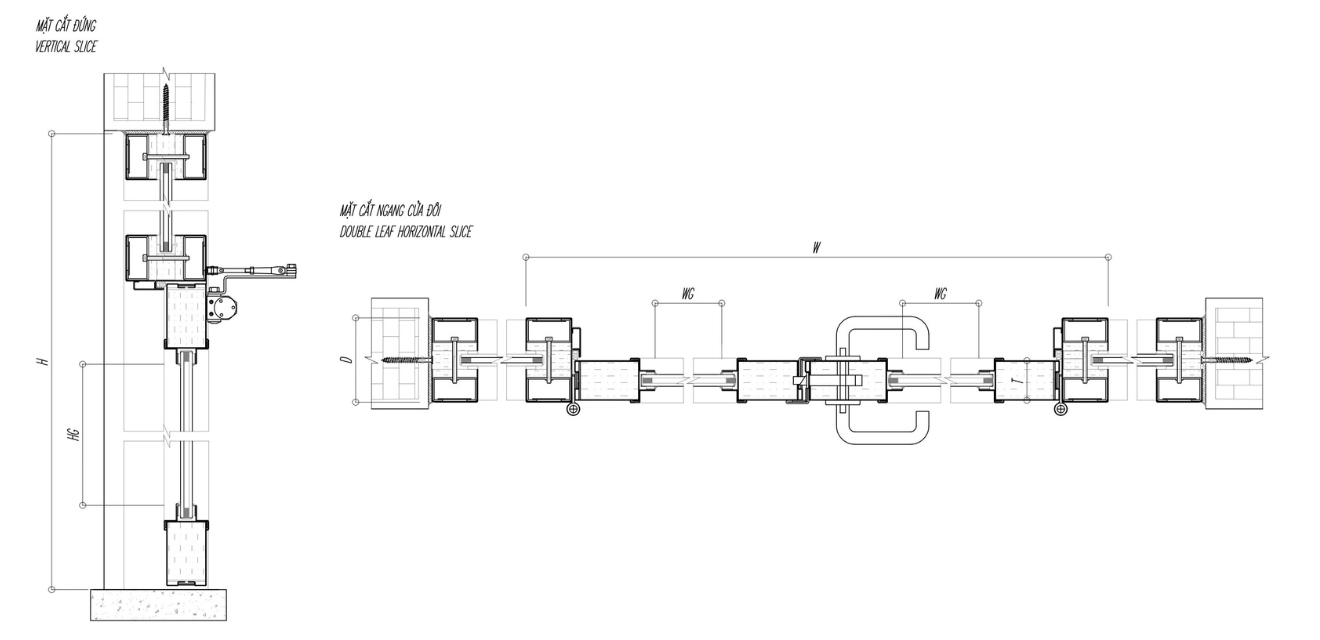 MẶT CẮT ĐỨNG
VERTICAL SLICE
MẶT CẮT NGANG CỬA ĐÔI
DOUBLE LEAF HORIZONTAL SLICE
W
WG
WG
D
T
H
HG